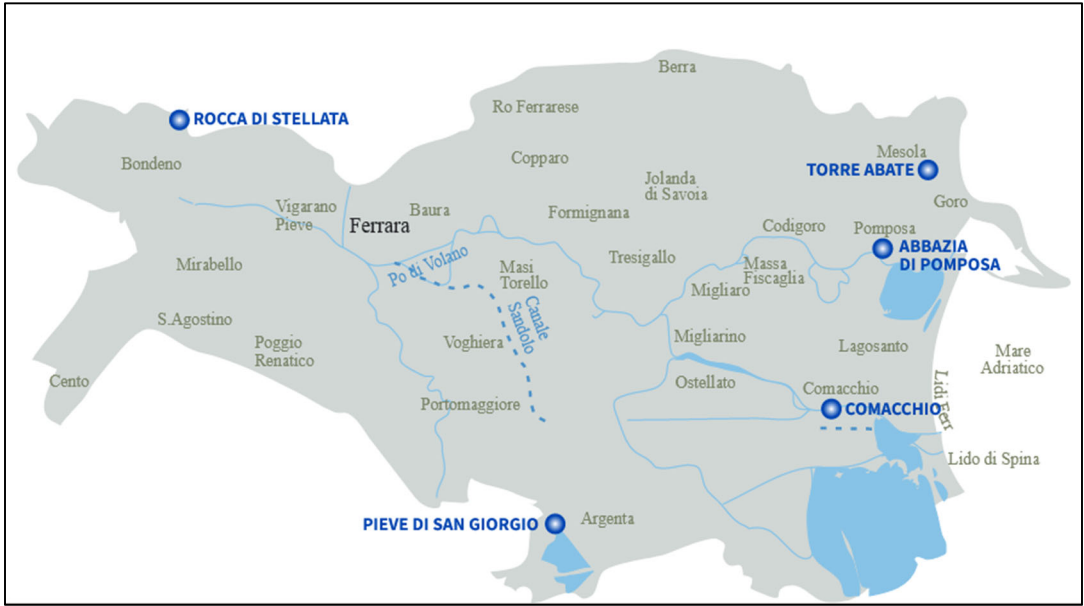 Berra
Ro Ferrarese
ROCCA DI STELLATA
Bondeno
Copparo
Mesola
TORRE ABATE
Jolanda
di Savoia
Goro
Vigarano
Pieve
Ferrara
Baura
Formignana
Codigoro
Pomposa
ABBAZIA
DI POMPOSA
Mirabello
Po di Volano
Masi
Torello
Tresigallo
Massa
Fiscaglia
Migliaro
S.Agostino
Canale
Sandolo
Poggio
Renatico
Voghiera
Migliarino
Lagosanto
Mare
Adriatico
Cento
Portomaggiore
Ostellato
Comacchio
COMACCHIO
Lidi Ferr
Lido di Spina
PIEVE DI SAN GIORGIO
Argenta